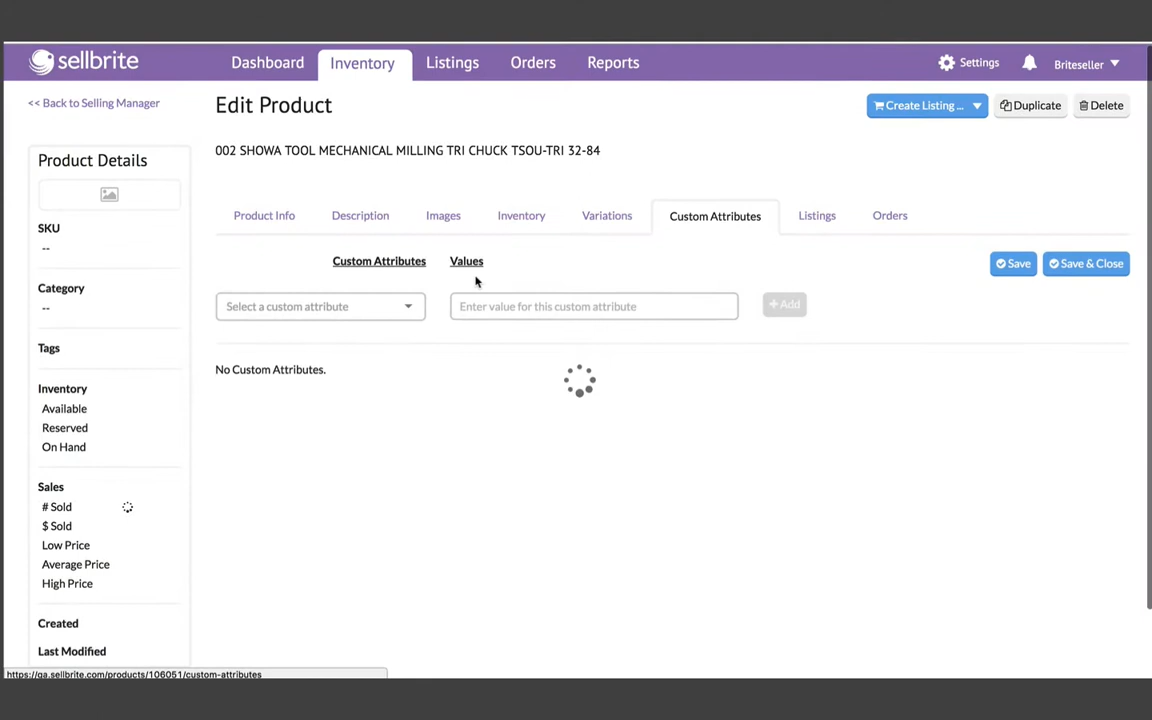 sellbrite
Dashboard
Inventory
Listings
Orders
Reports
Settings
Briteseller
<< Back to Selling Manager
Edit Product
Create Listing ...
Duplicate
Delete
002 SHOWA TOOL MECHANICAL MILLING TRI CHUCK TSOU-TRI 32-84
Product Details
SKU
--
Category
--
Tags
Inventory
Available
Reserved
On Hand
Sales
# Sold
$ Sold
Low Price
Average Price
High Price
Created
Last Modified
Product Info
Description
Images
Inventory
Variations
Custom Attributes
Listings
Orders
Custom Attributes
Values
Save
Save & Close
Select a custom attribute
Enter value for this custom attribute
+ Add
No Custom Attributes.
https://qa.sellbrite.com/products/106051/custom-attributes